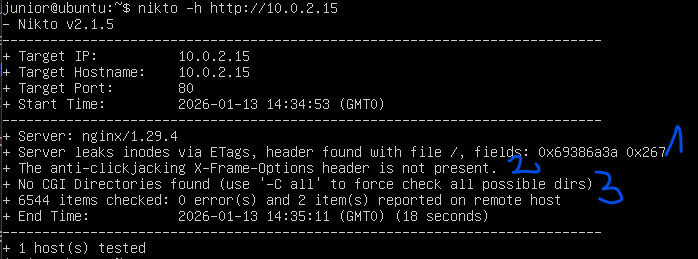 junior@ubuntu:~$ nikto -h http://10.0.2.15
- Nikto v2.1.5
---------------------------------------------------------------------------
+ Target IP:          10.0.2.15
+ Target Hostname:    10.0.2.15
+ Target Port:        80
+ Start Time:         2026-01-13 14:34:53 (GMT0)
---------------------------------------------------------------------------
+ Server: nginx/1.29.4
+ Server leaks inodes via ETags, header found with file /, fields: 0x69386a3a 0x267 1
+ The anti-clickjacking X-Frame-Options header is not present. 2
+ No CGI Directories found (use '-C all' to force check all possible dirs) 3
+ 6544 items checked: 0 error(s) and 2 item(s) reported on remote host
+ End Time:           2026-01-13 14:35:11 (GMT0) (18 seconds)
---------------------------------------------------------------------------
+ 1 host(s) tested